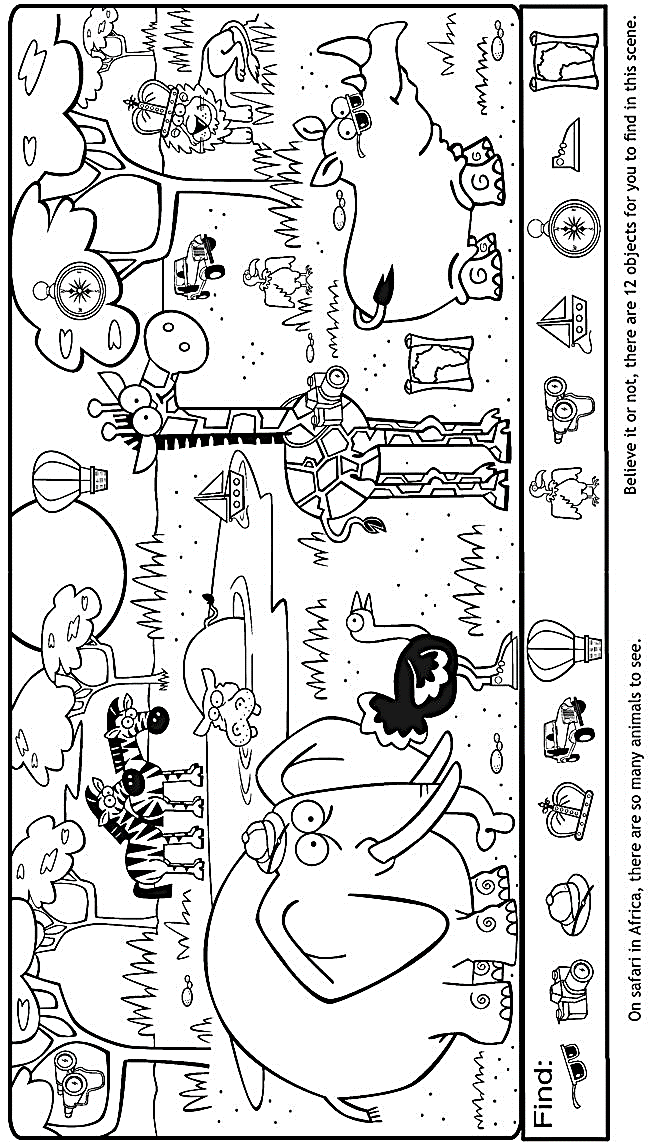 Find:
On safari in Africa, there are so many animals to see.
Believe it or not, there are 12 objects for you to find in this scene.